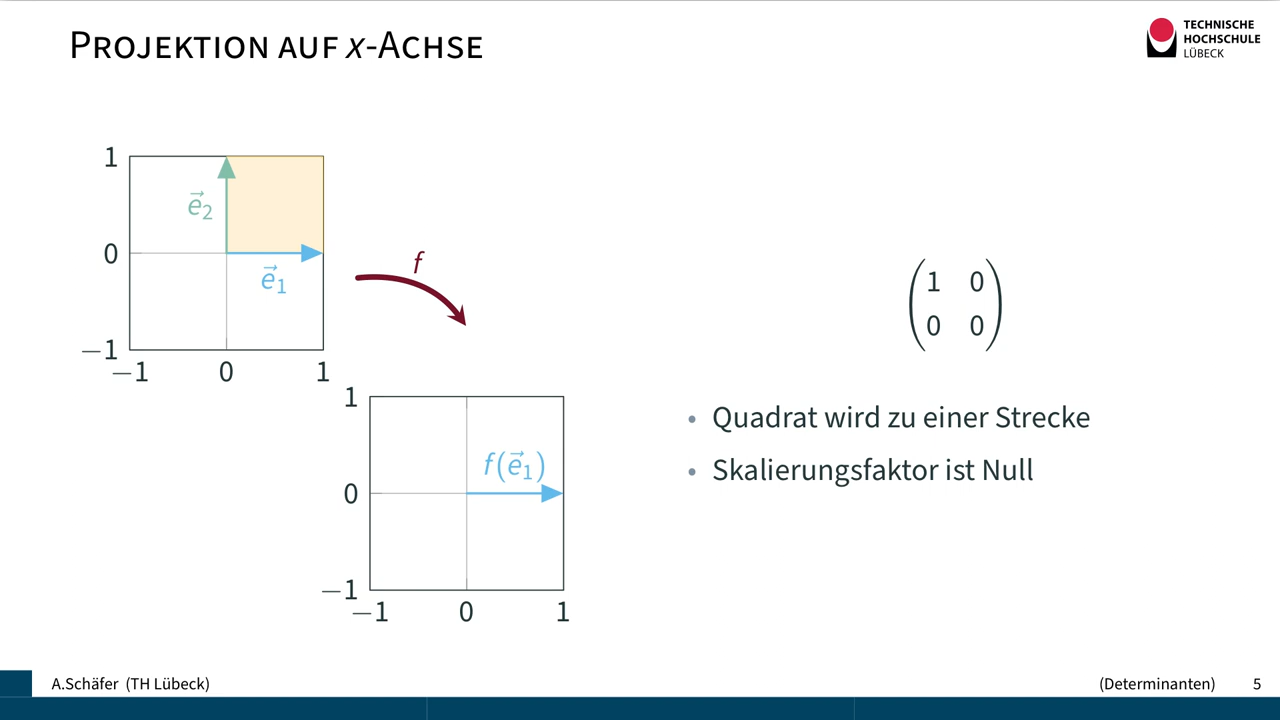 Projektion auf x-Achse
TECHNISCHE
HOCHSCHULE
LÜBECK
1
0
−1
−1 0 1
e⃗2
e⃗1
f
1
0
−1
−1 0 1
f(e⃗1)
1 0
0 0
• Quadrat wird zu einer Strecke
• Skalierungsfaktor ist Null
A.Schäfer (TH Lübeck)
(Determinanten) 5